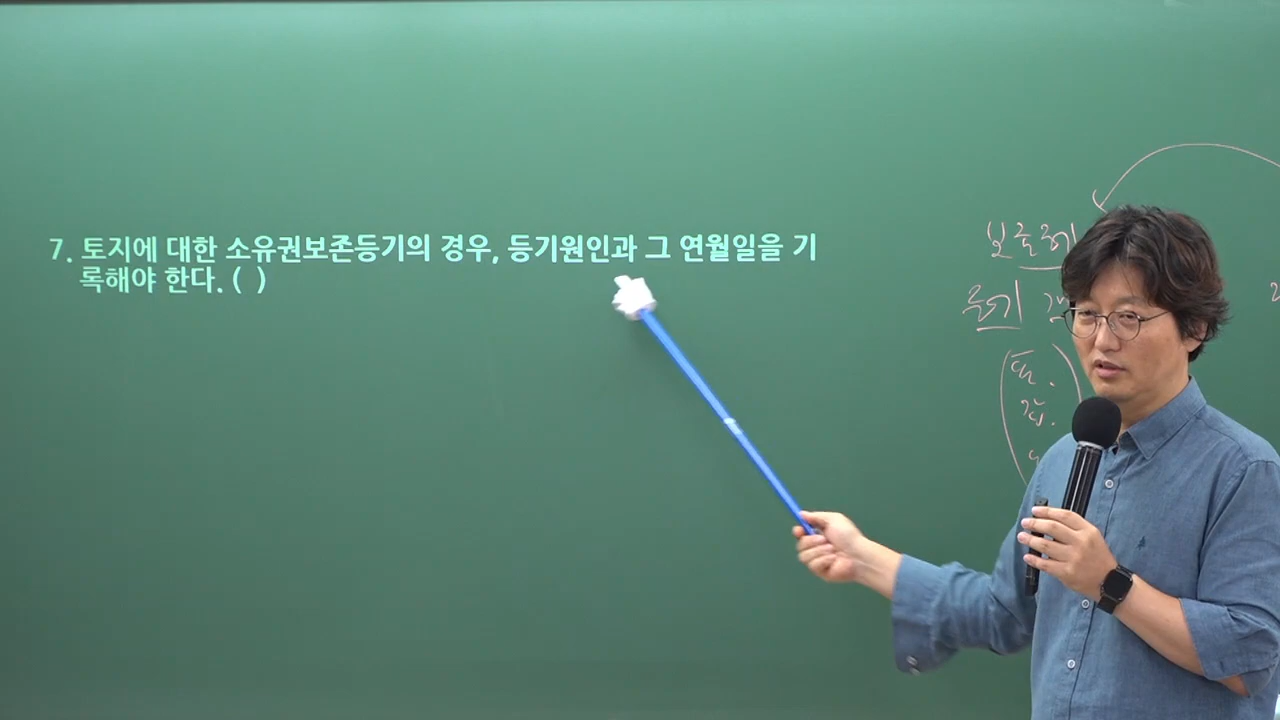 7. 토지에 대한 소유권보존등기의 경우, 등기원인과 그 연월일을 기
록해야 한다. ( )